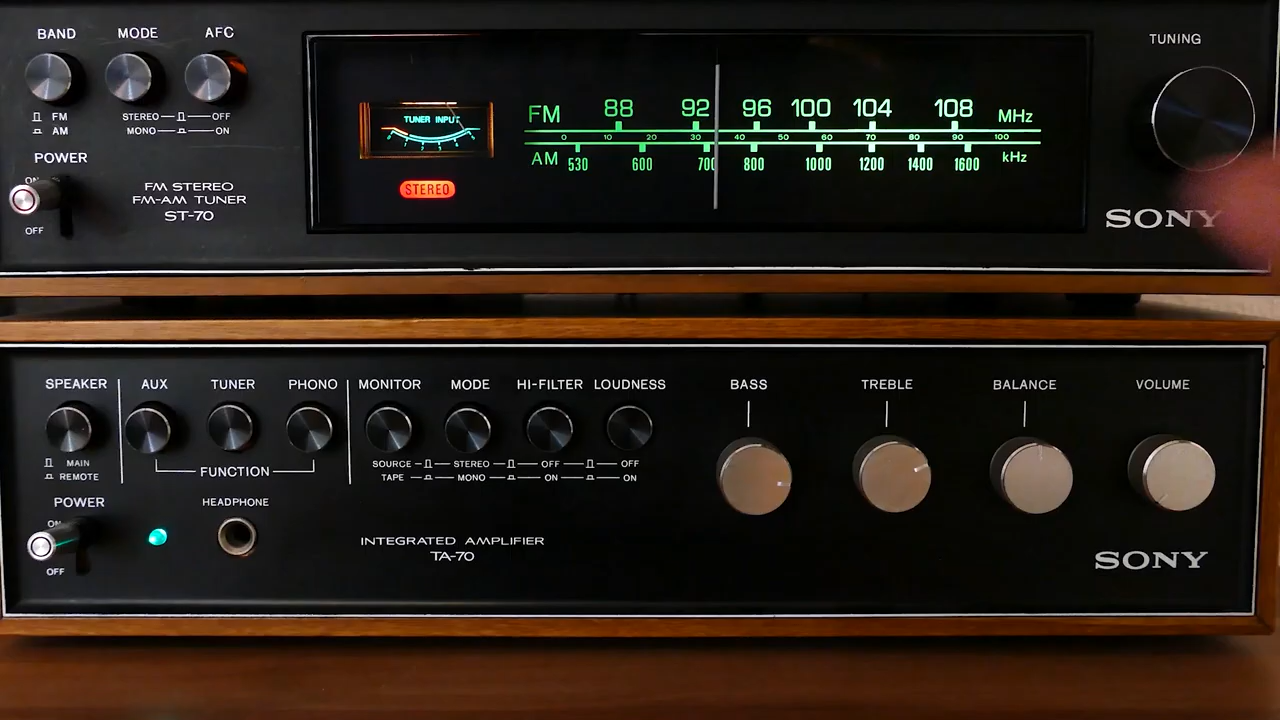 BAND MODE AFC
TUNING
FM STEREO OFF
AM MONO ON
POWER
ON
OFF
FM STEREO
FM-AM TUNER
ST-70
TUNER INPUT
STEREO
FM 88 92 96 100 104 108 MHz
0 10 20 30 40 50 60 70 80 90 100
AM 530 600 700 800 1000 1200 1400 1600 kHz
SONY
SPEAKER AUX TUNER PHONO MONITOR MODE HI-FILTER LOUDNESS BASS TREBLE BALANCE VOLUME
MAIN
REMOTE
FUNCTION
SOURCE STEREO OFF OFF
TAPE MONO ON ON
POWER
ON
OFF
HEADPHONE
INTEGRATED AMPLIFIER
TA-70
SONY